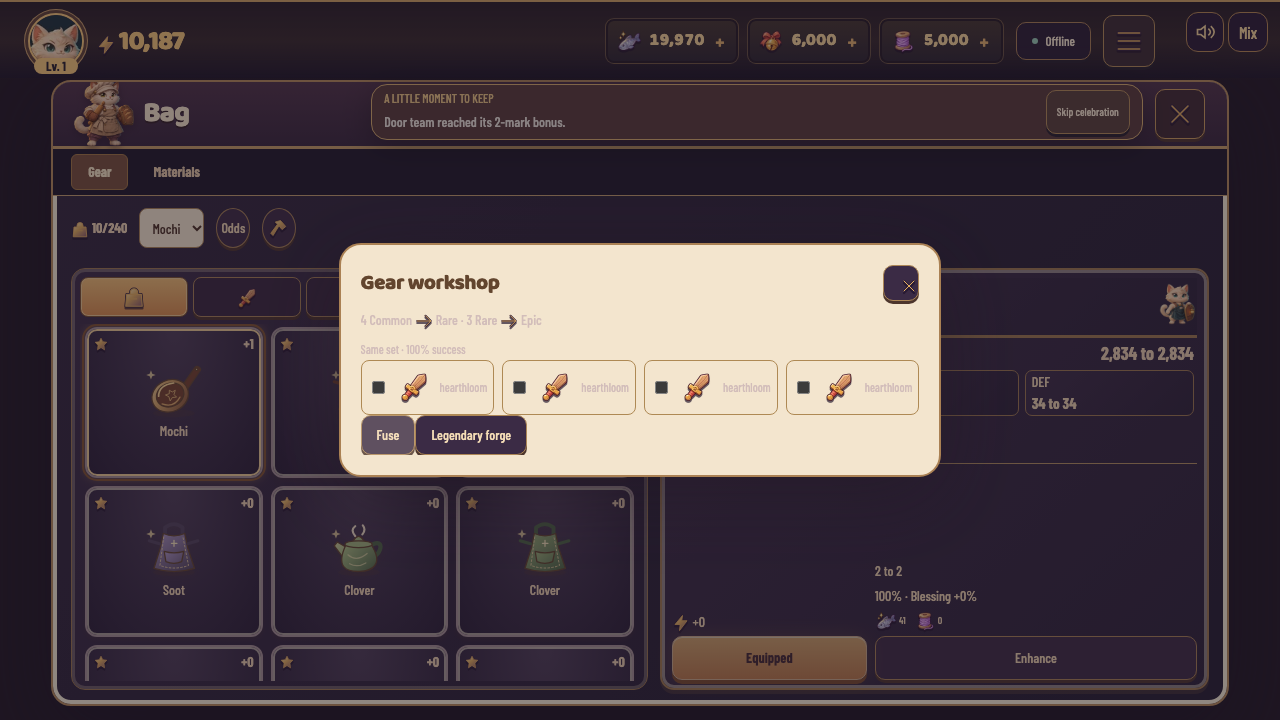 10,187
19,970 +
6,000 +
5,000 +
Offline
Mix
Lv. 1
Bag
A LITTLE MOMENT TO KEEP
Door team reached its 2-mark bonus.
Skip celebration
Gear
Materials
10/240
Mochi
Odds
Gear workshop
4 Common Rare · 3 Rare Epic
Same set · 100% success
hearthloom
hearthloom
hearthloom
hearthloom
Fuse
Legendary forge
+1
Mochi
2,834 to 2,834
DEF
34 to 34
+0
Soot
+0
Clover
+0
Clover
+0
+0
+0
2 to 2
100% · Blessing +0%
41
0
+0
Equipped
Enhance